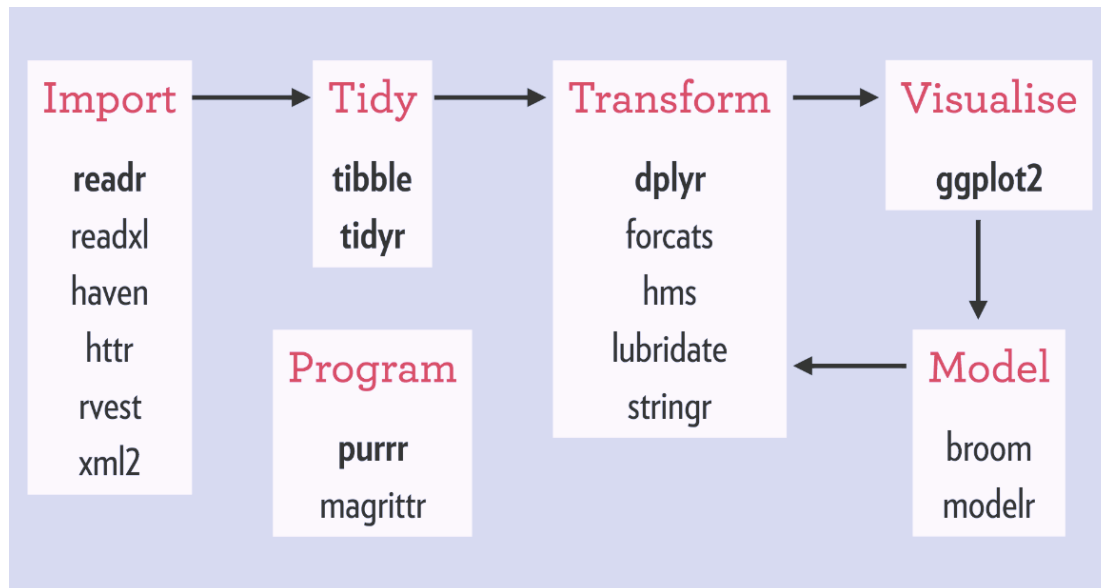 Import
readr
readxl
haven
httr
rvest
xml2
Tidy
tibble
tidyr
Program
purrr
magrittr
Transform
dplyr
forcats
hms
lubridate
stringr
Visualise
ggplot2
Model
broom
modelr